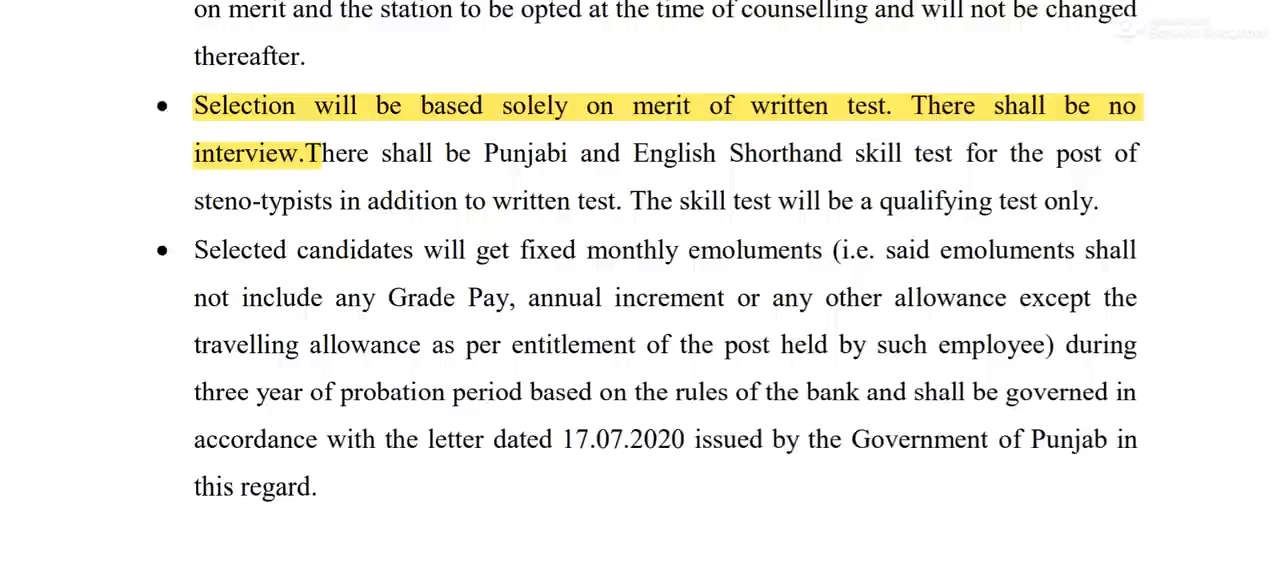 on merit and the station to be opted at the time of counselling and will not be changed
thereafter.
• Selection will be based solely on merit of written test. There shall be no
interview.There shall be Punjabi and English Shorthand skill test for the post of
steno-typists in addition to written test. The skill test will be a qualifying test only.
• Selected candidates will get fixed monthly emoluments (i.e. said emoluments shall
not include any Grade Pay, annual increment or any other allowance except the
travelling allowance as per entitlement of the post held by such employee) during
three year of probation period based on the rules of the bank and shall be governed in
accordance with the letter dated 17.07.2020 issued by the Government of Punjab in
this regard.